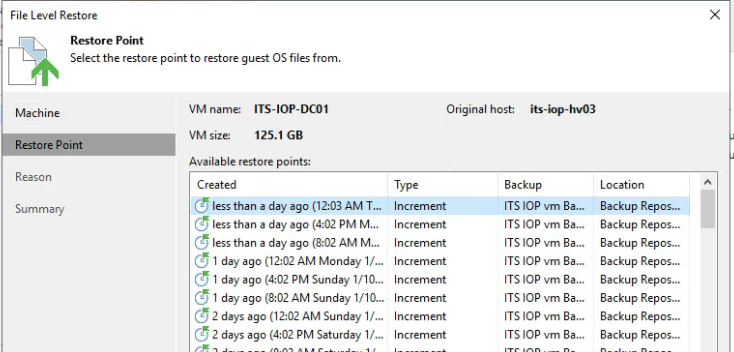 File Level Restore
Restore Point
Select the restore point to restore guest OS files from.
Machine
Restore Point
Reason
Summary
VM name: ITS-IOP-DC01 Original host: its-iop-hv03
VM size: 125.1 GB
Available restore points:
Created Type Backup Location
less than a day ago (12:03 AM T... Increment ITS IOP vm Ba... Backup Repos...
less than a day ago (4:02 PM M... Increment ITS IOP vm Ba... Backup Repos...
less than a day ago (8:02 AM M... Increment ITS IOP vm Ba... Backup Repos...
1 day ago (12:02 AM Monday 1/... Increment ITS IOP vm Ba... Backup Repos...
1 day ago (4:02 PM Sunday 1/10... Increment ITS IOP vm Ba... Backup Repos...
1 day ago (8:02 AM Sunday 1/10... Increment ITS IOP vm Ba... Backup Repos...
2 days ago (12:02 AM Sunday 1/... Increment ITS IOP vm Ba... Backup Repos...
2 days ago (4:02 PM Saturday 1/... Increment ITS IOP vm Ba... Backup Repos...